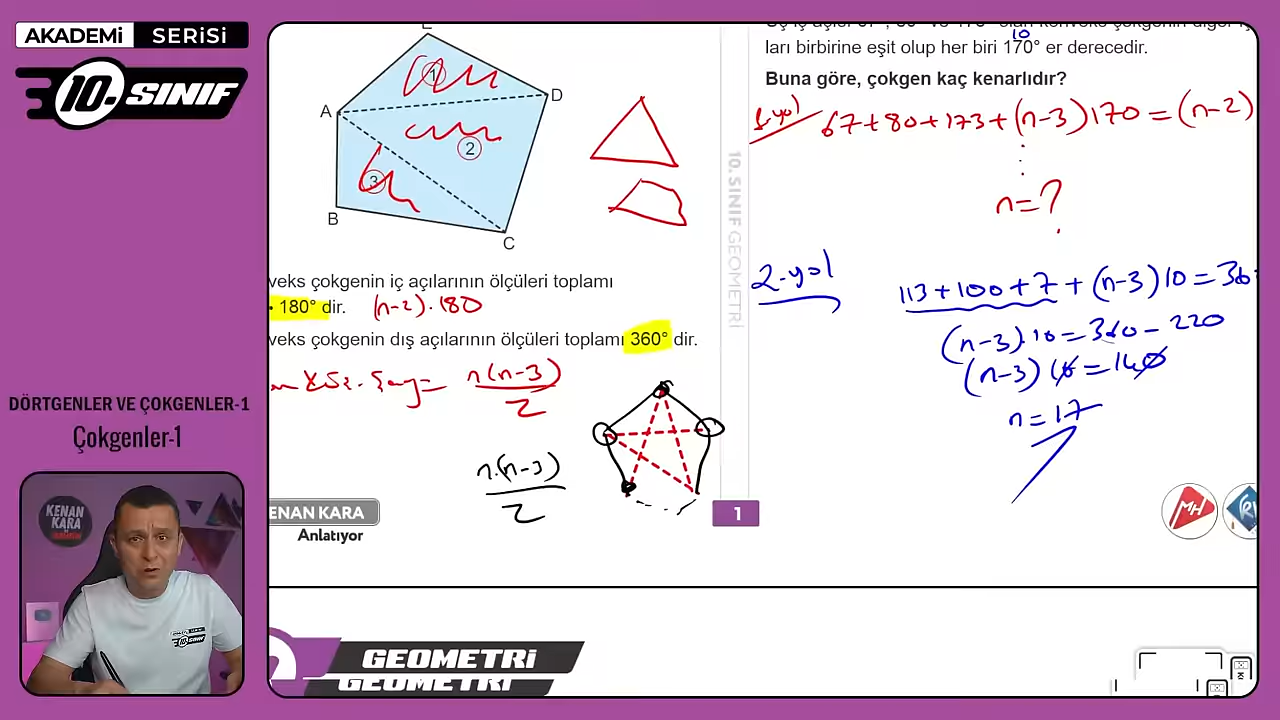 AKADEMİ SERİSİ
10. SINIF
DÖRTGENLER VE ÇOKGENLER-1
Çokgenler-1
KENAN KARA
E
A
D
B
C
1
2
3
veks çokgenin iç açılarının ölçüleri toplamı
180° dir. (n-2).180
veks çokgenin dış açılarının ölçüleri toplamı 360° dir.
n(n-3)
2
n.(n-3)
2
ENAN KARA
Anlatıyor
1
10. SINIF GEOMETRİ
10
ları birbirine eşit olup her biri 170° er derecedir.
Buna göre, çokgen kaç kenarlıdır?
1-yol
67+80+173+(n-3)170=(n-2)
n=?
2-yol
113+100+7+(n-3)10=360
(n-3).10=360-220
(n-3)10=140
n=17
MH
GEOMETRİ
GEOMETRİ